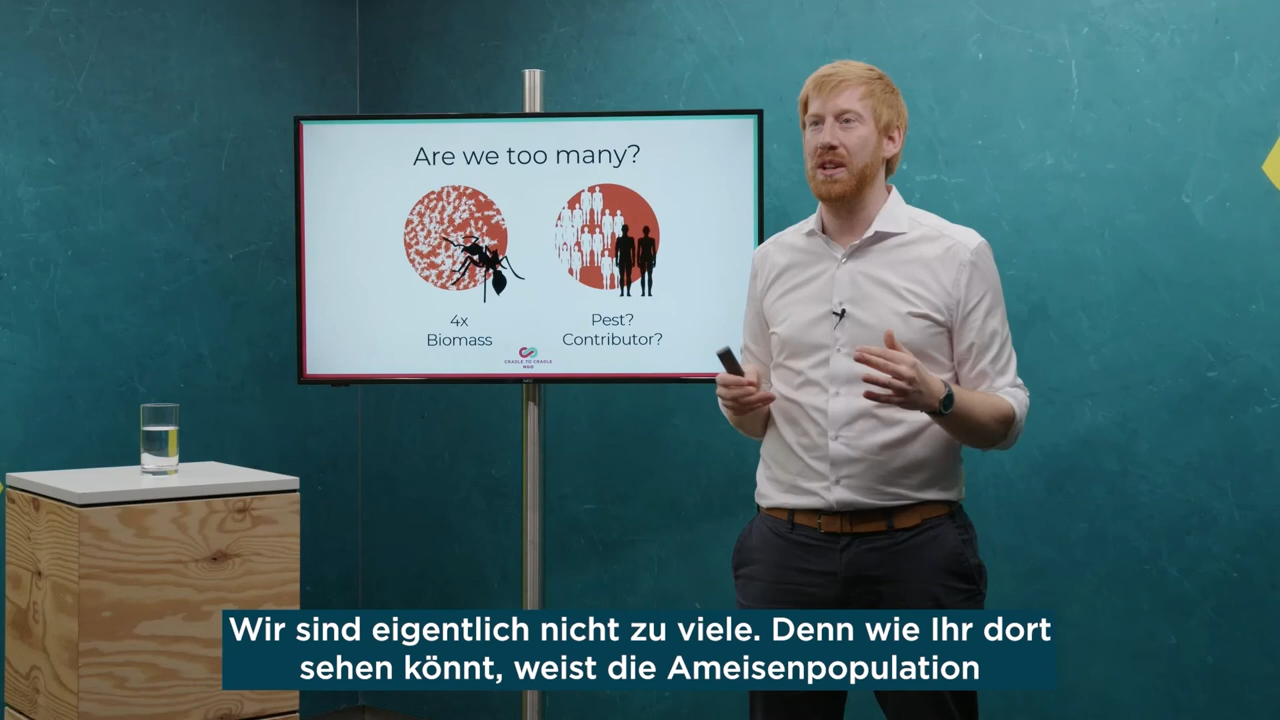 Are we too many?
4x
Biomass
Pest?
Contributor?
CRADLE TO CRADLE
NGO
Wir sind eigentlich nicht zu viele. Denn wie Ihr dort
sehen könnt, weist die Ameisenpopulation